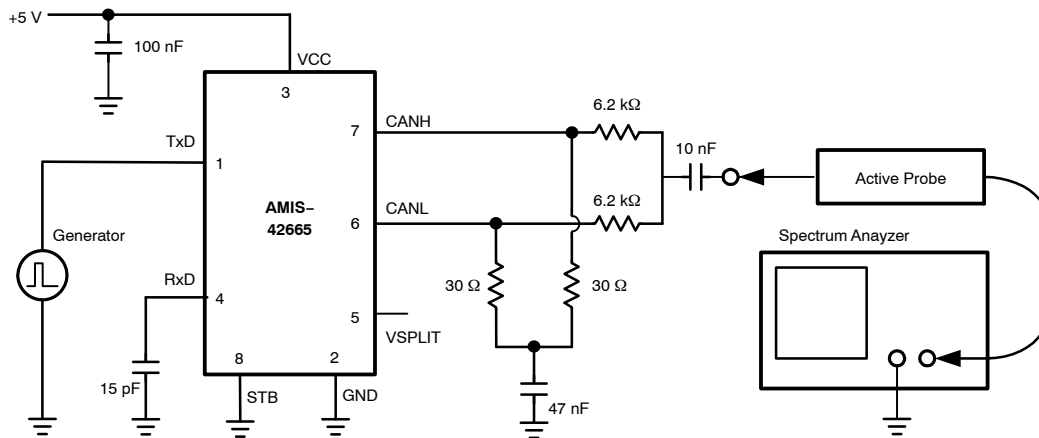 +5 V
100 nF
VCC
3
6.2 kΩ
CANH
7
TxD
1
10 nF
Active Probe
6.2 kΩ
CANL
6
AMIS–
42665
Generator
Spectrum Anayzer
RxD
4
30 Ω
30 Ω
5
VSPLIT
8
2
15 pF
STB
GND
47 nF